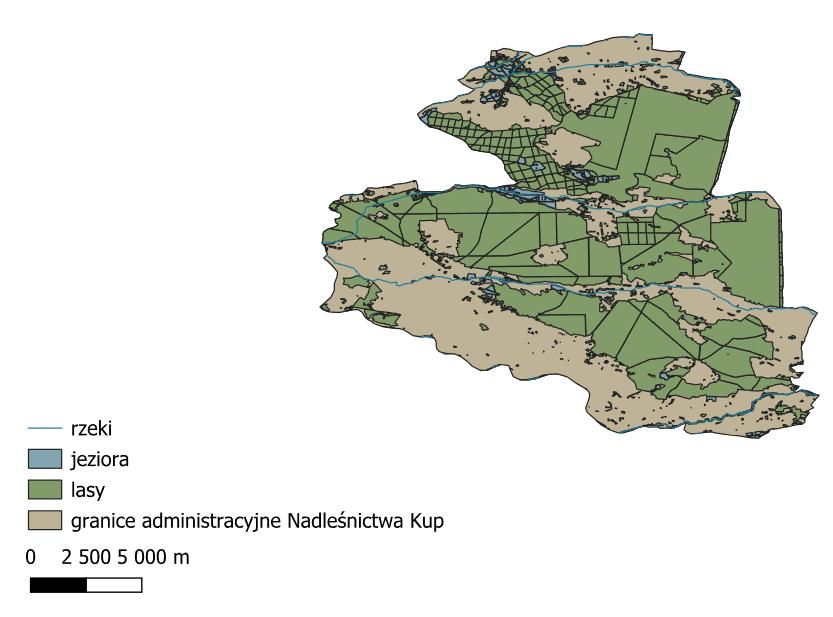 rzeki
jeziora
lasy
granice administracyjne Nadleśnictwa Kup
0 2 500 5 000 m